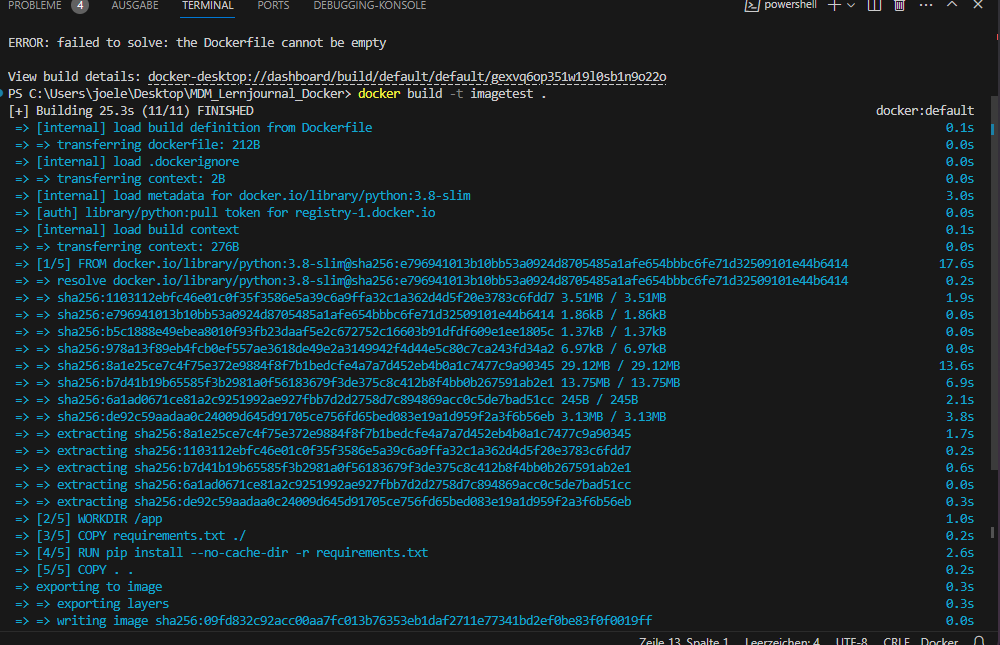 PROBLEME 4 AUSGABE TERMINAL PORTS DEBUGGING-KONSOLE powershell
ERROR: failed to solve: the Dockerfile cannot be empty
View build details: docker-desktop://dashboard/build/default/default/gexvq6op351w19l0sb1n9o22o
PS C:\Users\joele\Desktop\MDM_Lernjournal_Docker> docker build -t imagetest .
[+] Building 25.3s (11/11) FINISHED docker:default
=> [internal] load build definition from Dockerfile 0.1s
=> => transferring dockerfile: 212B 0.0s
=> [internal] load .dockerignore 0.0s
=> => transferring context: 2B 0.0s
=> [internal] load metadata for docker.io/library/python:3.8-slim 3.0s
=> [auth] library/python:pull token for registry-1.docker.io 0.0s
=> [internal] load build context 0.1s
=> => transferring context: 276B 0.0s
=> [1/5] FROM docker.io/library/python:3.8-slim@sha256:e796941013b10bb53a0924d8705485a1afe654bbbc6fe71d32509101e44b6414 17.6s
=> => resolve docker.io/library/python:3.8-slim@sha256:e796941013b10bb53a0924d8705485a1afe654bbbc6fe71d32509101e44b6414 0.2s
=> => sha256:1103112ebfc46e01c0f35f3586e5a39c6a9ffa32c1a362d4d5f20e3783c6fdd7 3.51MB / 3.51MB 1.9s
=> => sha256:e796941013b10bb53a0924d8705485a1afe654bbbc6fe71d32509101e44b6414 1.86kB / 1.86kB 0.0s
=> => sha256:b5c1888e49ebea8010f93fb23daaf5e2c672752c16603b91dfdf609e1ee1805c 1.37kB / 1.37kB 0.0s
=> => sha256:978a13f89eb4fcb0ef557ae3618de49e2a3149942f4d44e5c80c7ca243fd34a2 6.97kB / 6.97kB 0.0s
=> => sha256:8a1e25ce7c4f75e372e9884f8f7b1bedcfe4a7a7d452eb4b0a1c7477c9a90345 29.12MB / 29.12MB 13.6s
=> => sha256:b7d41b19b65585f3b2981a0f56183679f3de375c8c412b8f4bb0b267591ab2e1 13.75MB / 13.75MB 6.9s
=> => sha256:6a1ad0671ce81a2c9251992ae927fbb7d2d2758d7c894869acc0c5de7bad51cc 245B / 245B 2.1s
=> => sha256:de92c59aadaa0c24009d645d91705ce756fd65bed083e19a1d959f2a3f6b56eb 3.13MB / 3.13MB 3.8s
=> => extracting sha256:8a1e25ce7c4f75e372e9884f8f7b1bedcfe4a7a7d452eb4b0a1c7477c9a90345 1.7s
=> => extracting sha256:1103112ebfc46e01c0f35f3586e5a39c6a9ffa32c1a362d4d5f20e3783c6fdd7 0.2s
=> => extracting sha256:b7d41b19b65585f3b2981a0f56183679f3de375c8c412b8f4bb0b267591ab2e1 0.6s
=> => extracting sha256:6a1ad0671ce81a2c9251992ae927fbb7d2d2758d7c894869acc0c5de7bad51cc 0.0s
=> => extracting sha256:de92c59aadaa0c24009d645d91705ce756fd65bed083e19a1d959f2a3f6b56eb 0.3s
=> [2/5] WORKDIR /app 1.0s
=> [3/5] COPY requirements.txt ./ 0.2s
=> [4/5] RUN pip install --no-cache-dir -r requirements.txt 2.6s
=> [5/5] COPY . . 0.2s
=> exporting to image 0.3s
=> => exporting layers 0.3s
=> => writing image sha256:09fd832c92acc00aa7fc013b76353eb1daf2711e77341bd2ef0be83f0f0019ff 0.0s
Zeile 13, Spalte 1 Leerzeichen: 4 UTF-8 CRLF Docker